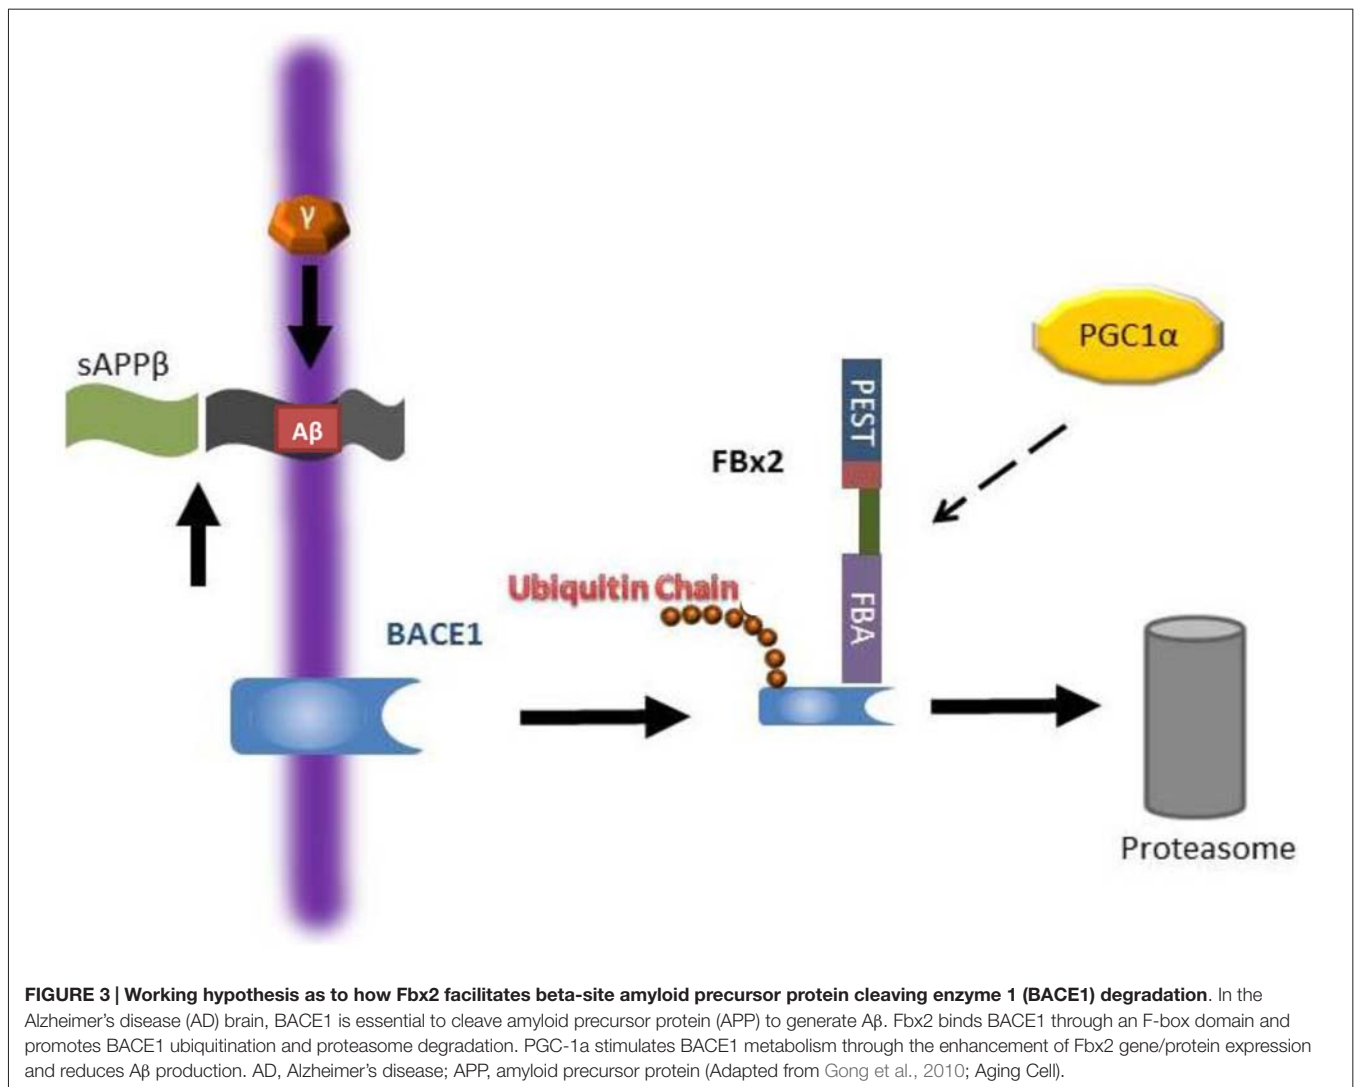 γ
sAPPβ
Aβ
PGC1α
PEST
FBx2
Ubiquitin Chain
FBA
BACE1
Proteasome
FIGURE 3 | Working hypothesis as to how Fbx2 facilitates beta-site amyloid precursor protein cleaving enzyme 1 (BACE1) degradation. In the
Alzheimer's disease (AD) brain, BACE1 is essential to cleave amyloid precursor protein (APP) to generate Aβ. Fbx2 binds BACE1 through an F-box domain and
promotes BACE1 ubiquitination and proteasome degradation. PGC-1a stimulates BACE1 metabolism through the enhancement of Fbx2 gene/protein expression
and reduces Aβ production. AD, Alzheimer's disease; APP, amyloid precursor protein (Adapted from Gong et al., 2010; Aging Cell).